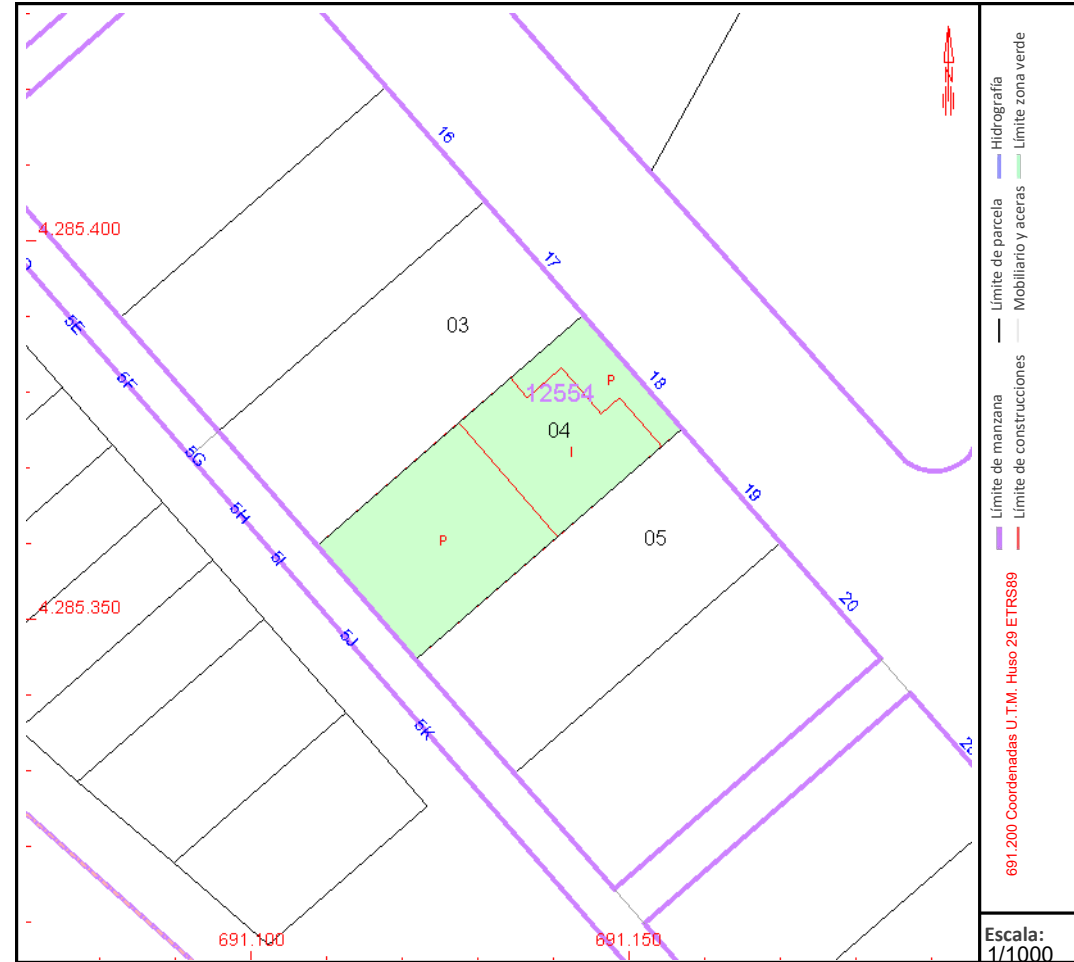 16
4.285.400
17
5E
03
5F
18
P
12554
04
5G
I
19
5H
05
P
5I
20
4.285.350
5J
5K
691.100
691.150
N
Hidrografía
Límite zona verde
Límite de parcela
Mobiliario y aceras
Límite de manzana
Límite de construcciones
691.200 Coordenadas U.T.M. Huso 29 ETRS89
Escala:
1/1000